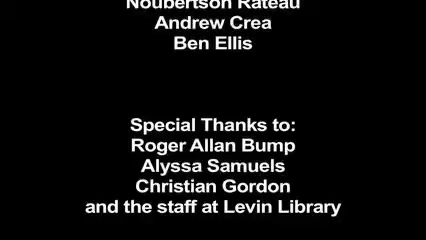 Noubertson Rateau
Andrew Crea
Ben Ellis
Special Thanks to:
Roger Allan Bump
Alyssa Samuels
Christian Gordon
and the staff at Levin Library